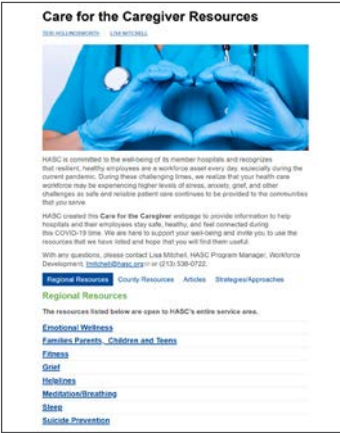 Care for the Caregiver Resources
TERI HOLLINGSWORTH LISA MITCHELL
HASC is committed to the well-being of its member hospitals and recognizes
that resilient, healthy employees are a workforce asset every day, especially during the
current pandemic. During these challenging times, we realize that your health care
workforce may be experiencing higher levels of stress, anxiety, grief, and other
challenges as safe and reliable patient care continues to be provided to the communities
that you serve.
HASC created this Care for the Caregiver webpage to provide information to help
hospitals and their employees stay safe, healthy, and feel connected during
this COVID-19 time. We are here to support your well-being and invite you to use the
resources that we have listed and hope that you will find them useful.
With any questions, please contact Lisa Mitchell, HASC Program Manager, Workforce
Development, lmitchell@hasc.org or (213) 538-0722.
Regional Resources County Resources Articles Strategies/Approaches
Regional Resources
The resources listed below are open to HASC's entire service area.
Emotional Wellness
Families Parents, Children and Teens
Fitness
Grief
Helplines
Meditation/Breathing
Sleep
Suicide Prevention